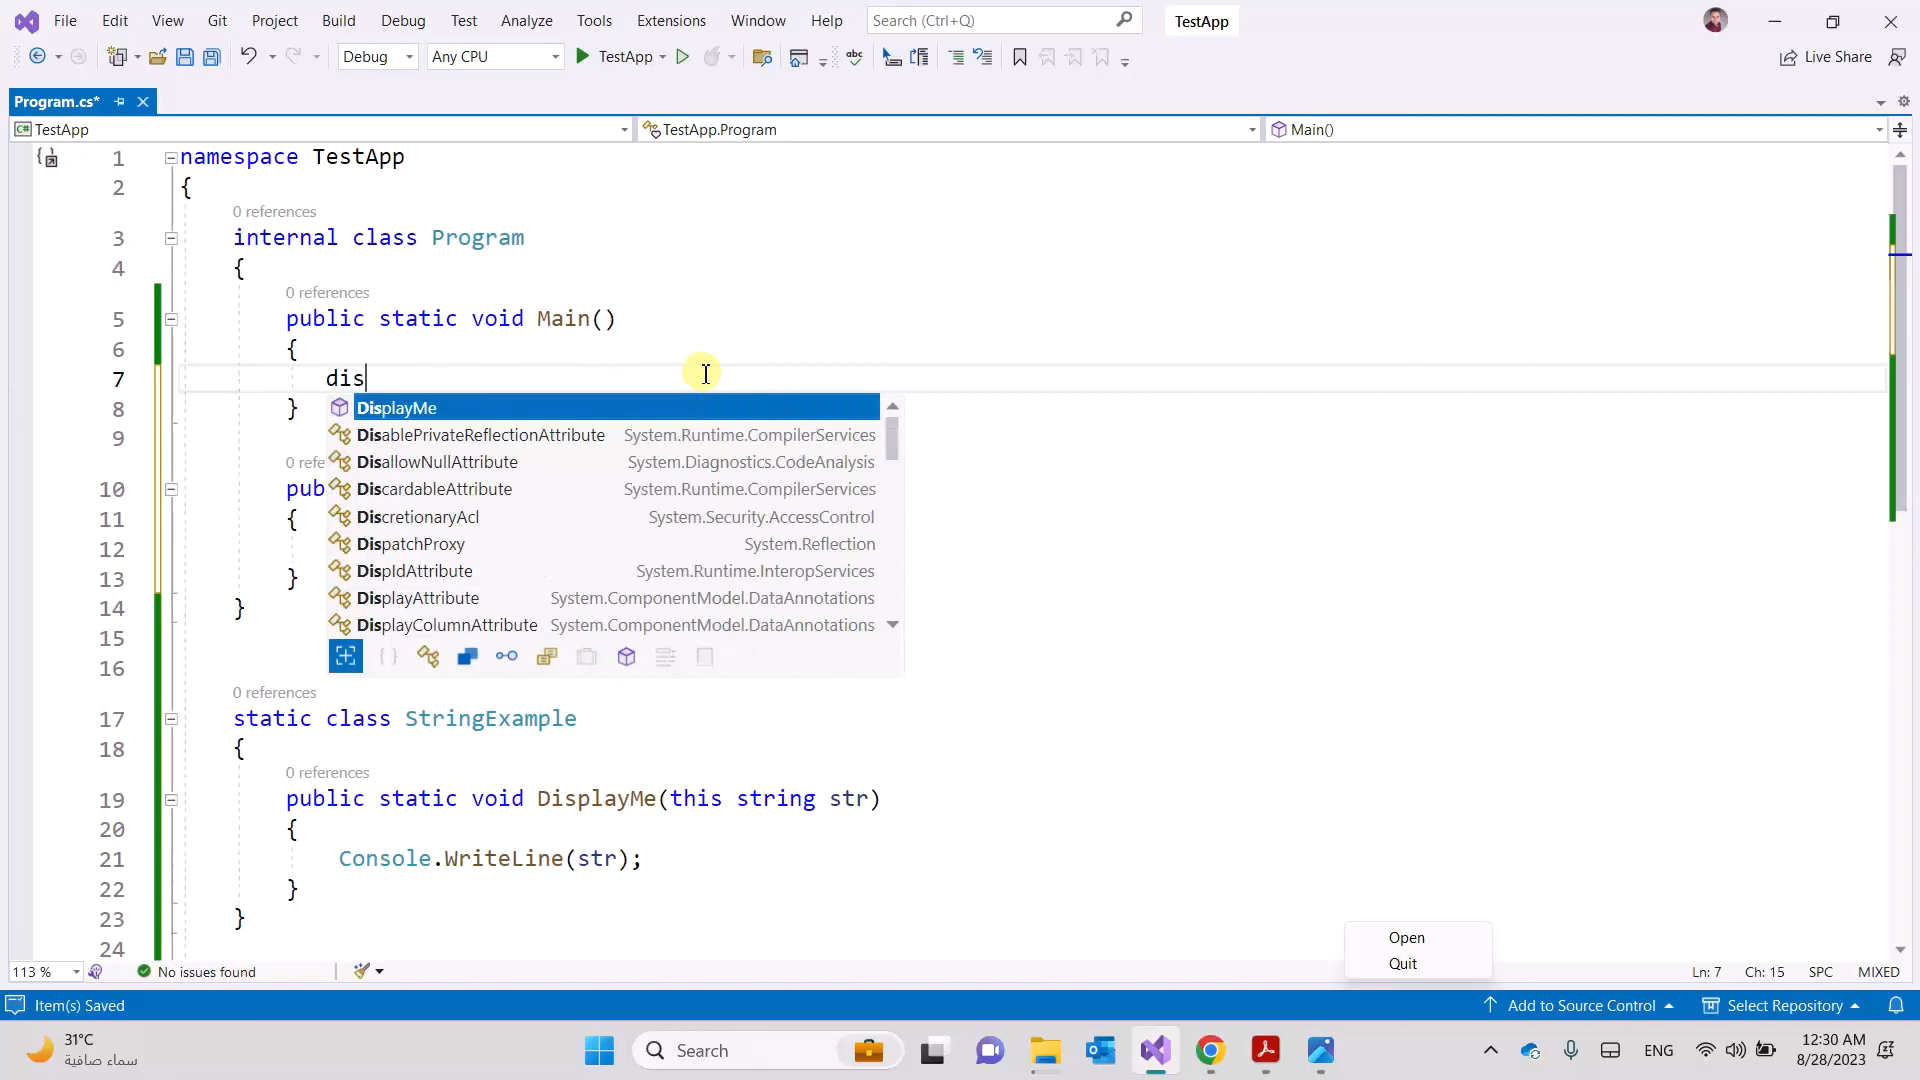 File Edit View Git Project Build Debug Test Analyze Tools Extensions Window Help Search (Ctrl+Q) TestApp
Debug Any CPU TestApp abc Live Share
Program.cs*
C# TestApp TestApp.Program Main()
1 namespace TestApp
2 {
0 references
3 internal class Program
4 {
0 references
5 public static void Main()
6 {
7 dis
8 } DisplayMe
9 DisablePrivateReflectionAttribute System.Runtime.CompilerServices
0 refe DisallowNullAttribute System.Diagnostics.CodeAnalysis
10 pub DiscardableAttribute System.Runtime.CompilerServices
11 { DiscretionaryAcl System.Security.AccessControl
12 DispatchProxy System.Reflection
13 } DispIdAttribute System.Runtime.InteropServices
14 } DisplayAttribute System.ComponentModel.DataAnnotations
15 DisplayColumnAttribute System.ComponentModel.DataAnnotations
16
0 references
17 static class StringExample
18 {
0 references
19 public static void DisplayMe(this string str)
20 {
21 Console.WriteLine(str);
22 }
23 }
24
Open
Quit
113 % No issues found Ln: 7 Ch: 15 SPC MIXED
Item(s) Saved Add to Source Control Select Repository
31°C
سماء صافية
Search ENG
12:30 AM
8/28/2023